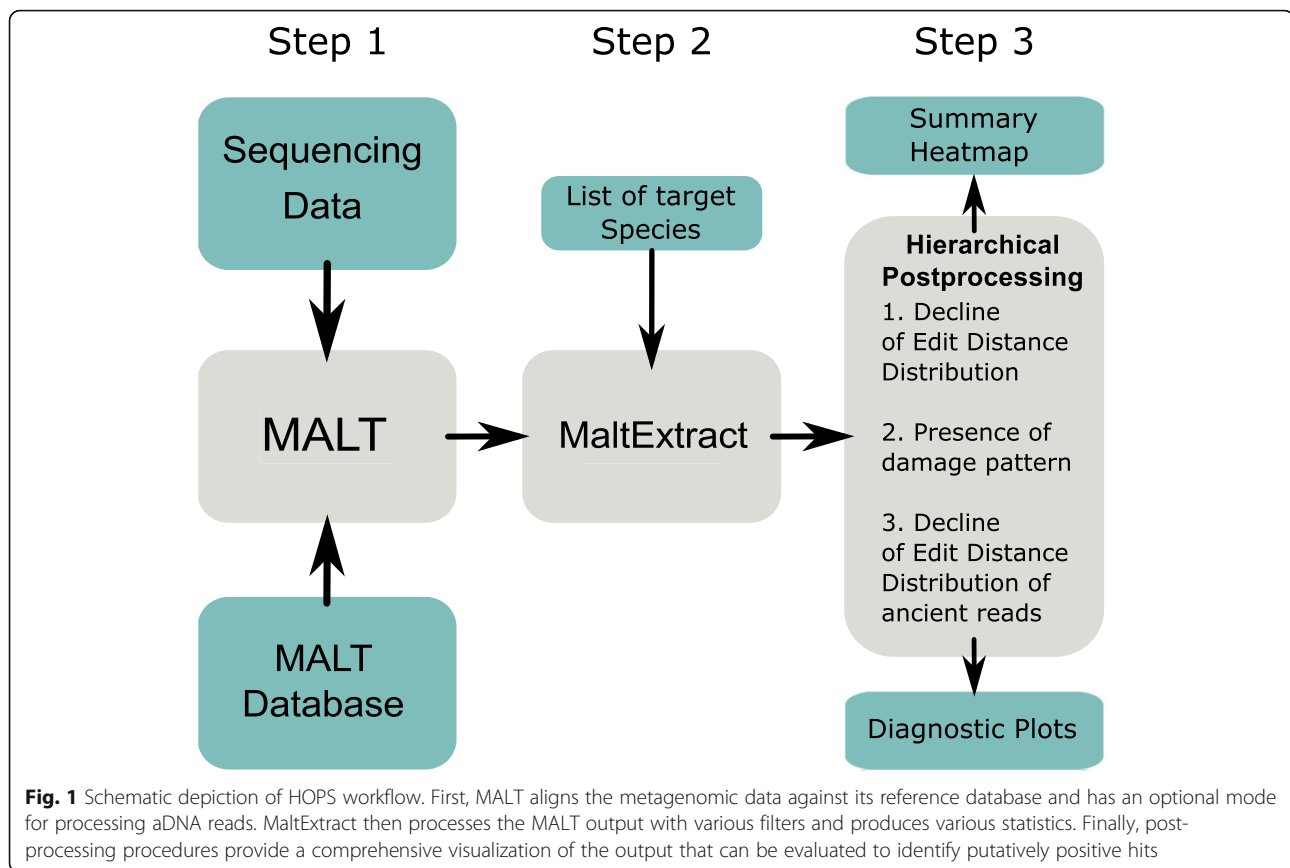 Step 1
Step 2
Step 3
Sequencing
Data
MALT
MALT
Database
List of target
Species
MaltExtract
Summary
Heatmap
Hierarchical
Postprocessing
1. Decline
of Edit Distance
Distribution
2. Presence of
damage pattern
3. Decline
of Edit Distance
Distribution of
ancient reads
Diagnostic Plots
Fig. 1 Schematic depiction of HOPS workflow. First, MALT aligns the metagenomic data against its reference database and has an optional mode
for processing aDNA reads. MaltExtract then processes the MALT output with various filters and produces various statistics. Finally, post-
processing procedures provide a comprehensive visualization of the output that can be evaluated to identify putatively positive hits